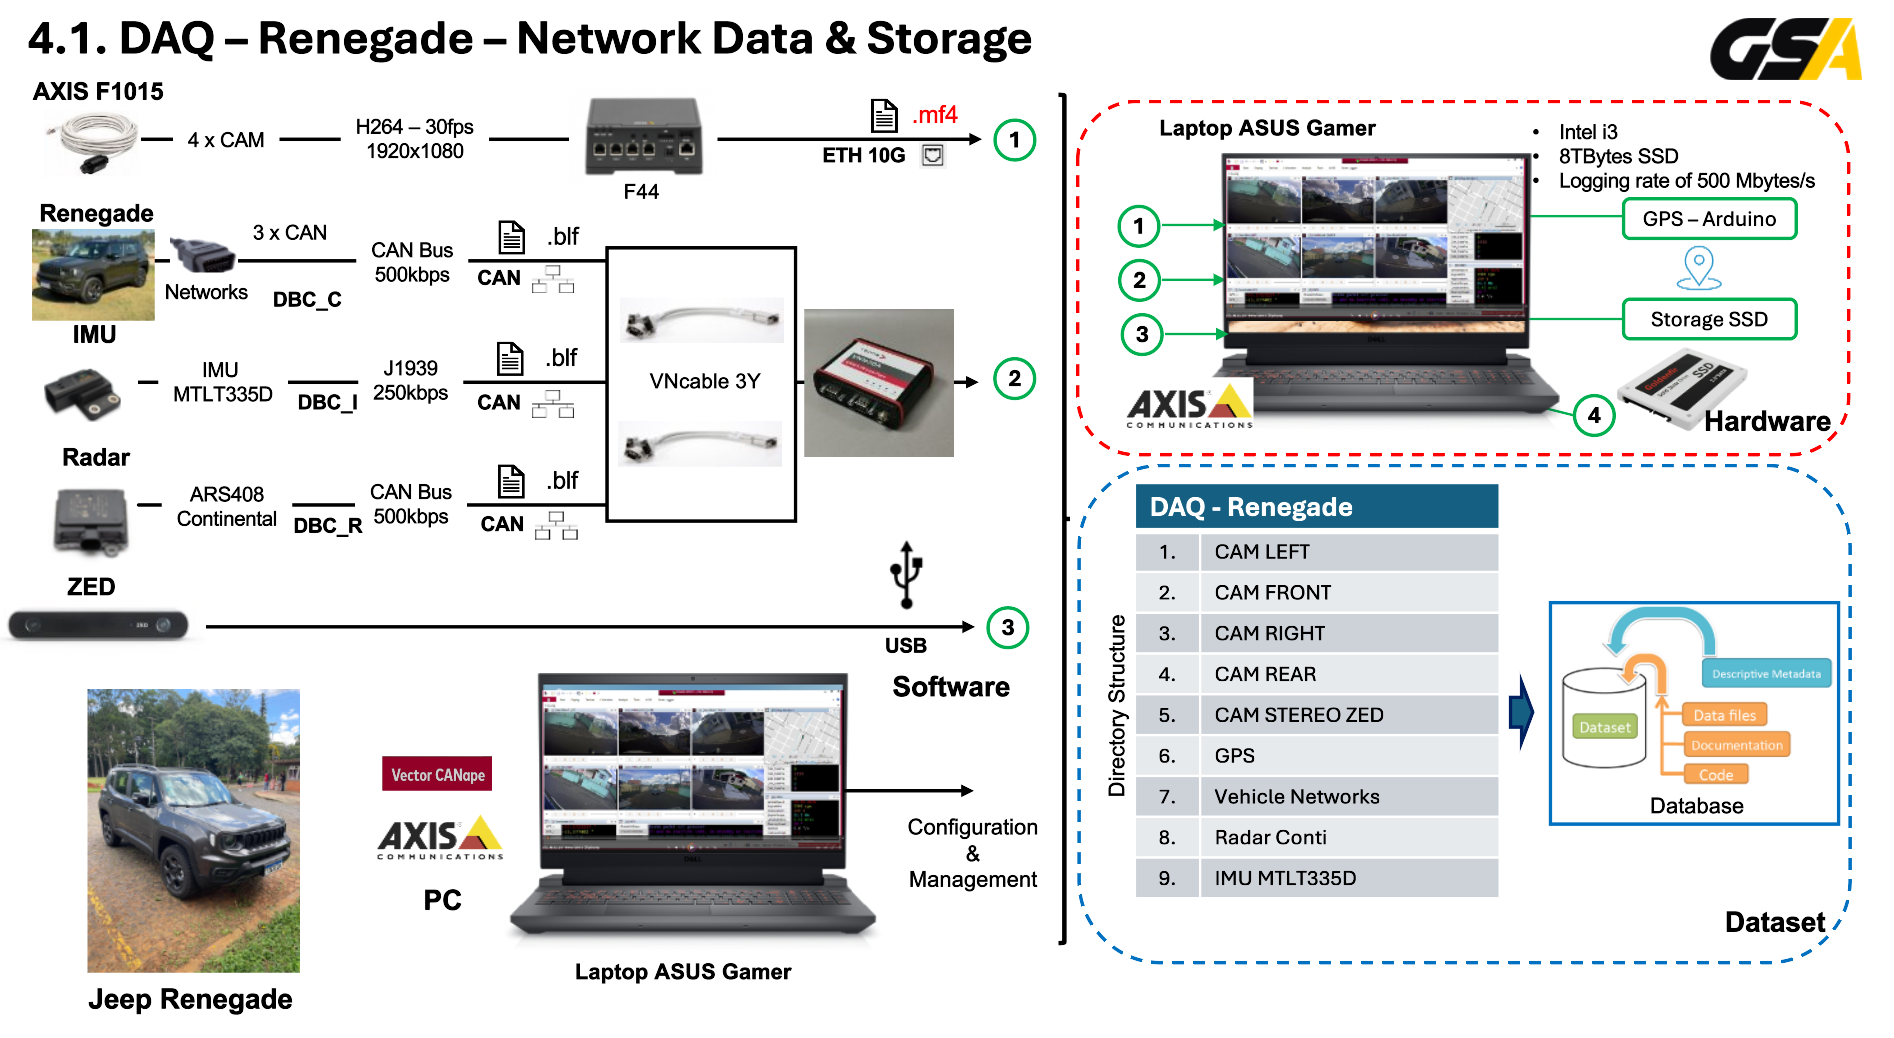 4.1. DAQ – Renegade – Network Data & Storage
GSA
AXIS F1015
4 x CAM
H264 – 30fps
1920x1080
F44
.mf4
ETH 10G
1
Renegade
Networks
3 x CAN
DBC_C
CAN Bus
500kbps
.blf
CAN
IMU
IMU
MTLT335D
DBC_I
J1939
250kbps
.blf
CAN
VNcable 3Y
2
Radar
ARS408
Continental
DBC_R
CAN Bus
500kbps
.blf
CAN
ZED
ZED
USB
3
Software
Jeep Renegade
Vector CANape
AXIS
COMMUNICATIONS
PC
DELL
Laptop ASUS Gamer
Configuration
&
Management
Laptop ASUS Gamer
• Intel i3
• 8TBytes SSD
• Logging rate of 500 Mbytes/s
1
2
3
DELL
GPS – Arduino
Storage SSD
SSD
AXIS
COMMUNICATIONS
4
Hardware
Directory Structure
DAQ - Renegade
1. CAM LEFT
2. CAM FRONT
3. CAM RIGHT
4. CAM REAR
5. CAM STEREO ZED
6. GPS
7. Vehicle Networks
8. Radar Conti
9. IMU MTLT335D
Descriptive Metadata
Dataset
Data files
Documentation
Code
Database
Dataset